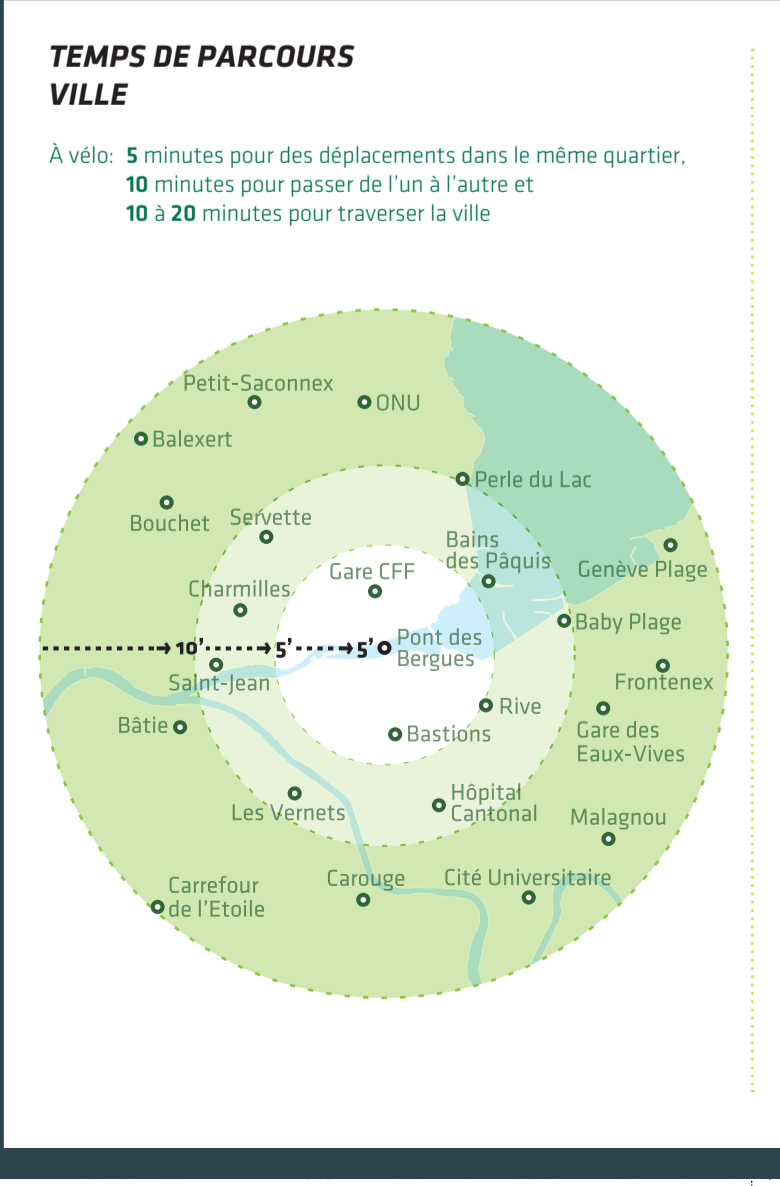 TEMPS DE PARCOURS
VILLE
À vélo: 5 minutes pour des déplacements dans le même quartier,
10 minutes pour passer de l'un à l'autre et
10 à 20 minutes pour traverser la ville
Petit-Saconnex
ONU
Balexert
Perle du Lac
Bouchet
Servette
Bains
des Pâquis
Genève Plage
Gare CFF
Charmilles
Baby Plage
10’
5’
5’
Pont des
Bergues
Saint-Jean
Frontenex
Rive
Bâtie
Bastions
Gare des
Eaux-Vives
Hôpital
Cantonal
Les Vernets
Malagnou
Carrefour
de l'Etoile
Carouge
Cité Universitaire